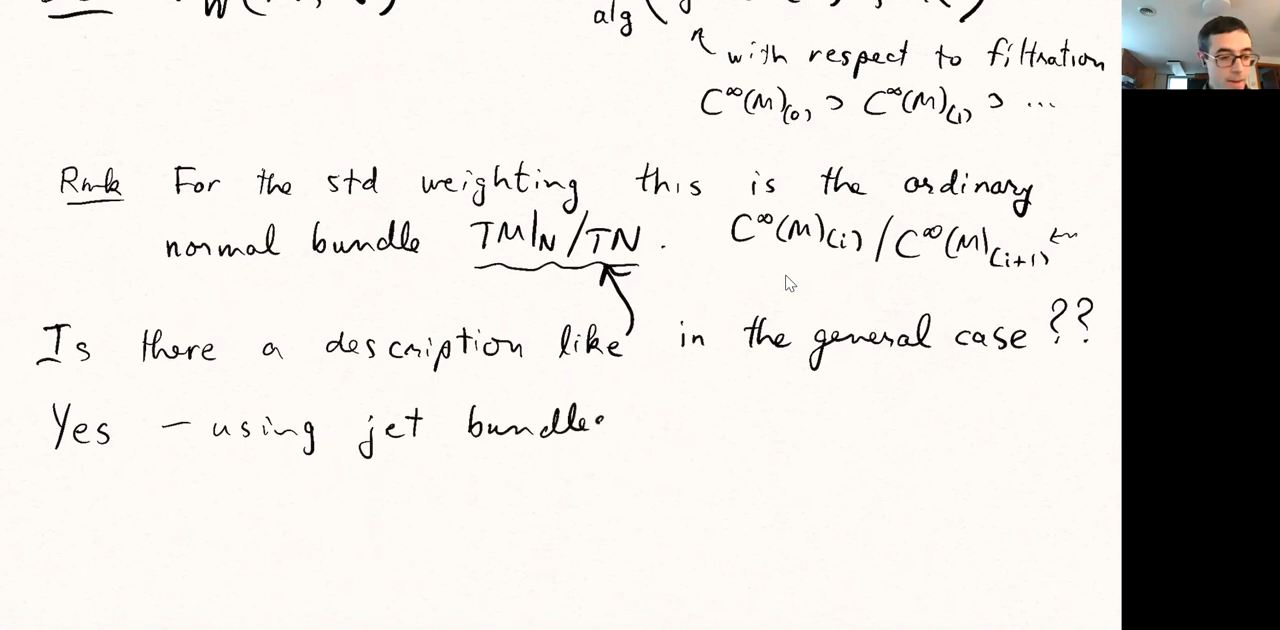 alg
with respect to filtration
C^∞(M)_(0) ⊃ C^∞(M)_(1) ⊃ ...
Rmk For the std weighting this is the ordinary
normal bundle TM|_N / TN . C^∞(M)_(i) / C^∞(M)_(i+1) ←
Is there a description like in the general case ??
Yes – using jet bundles